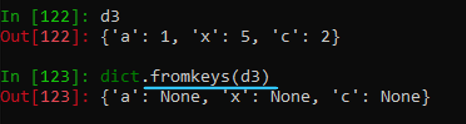 In [122]: d3
Out[122]: {'a': 1, 'x': 5, 'c': 2}
In [123]: dict.fromkeys(d3)
Out[123]: {'a': None, 'x': None, 'c': None}